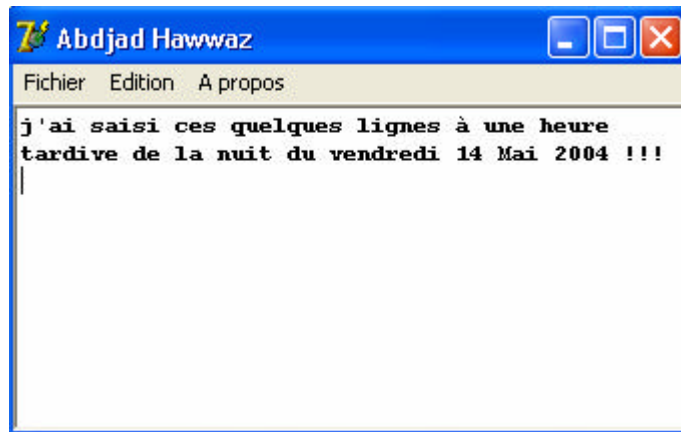 Abdjad Hawwaz
Fichier Edition A propos
j'ai saisi ces quelques lignes à une heure
tardive de la nuit du vendredi 14 Mai 2004 !!!